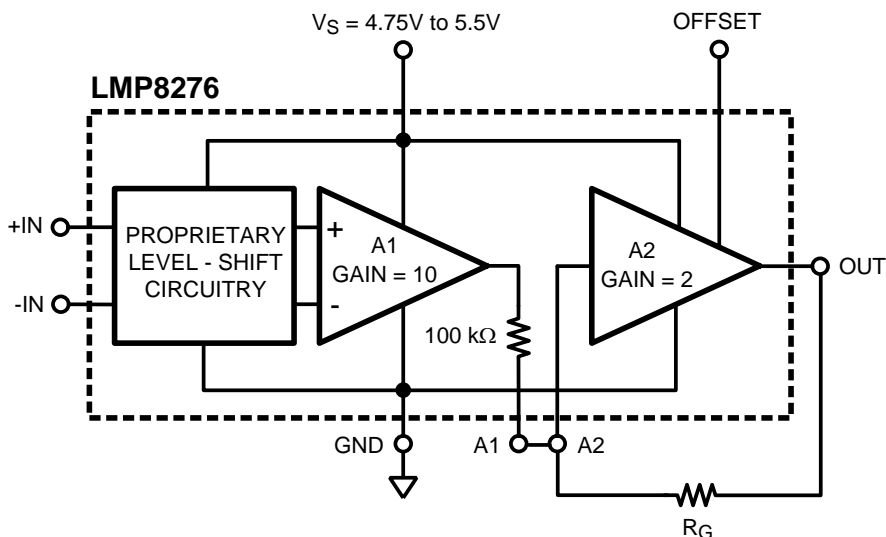 V_S = 4.75V to 5.5V
OFFSET
LMP8276
+IN
-IN
PROPRIETARY
LEVEL - SHIFT
CIRCUITRY
+
-
A1
GAIN = 10
A2
GAIN = 2
OUT
100 kΩ
GND
A1
A2
R_G